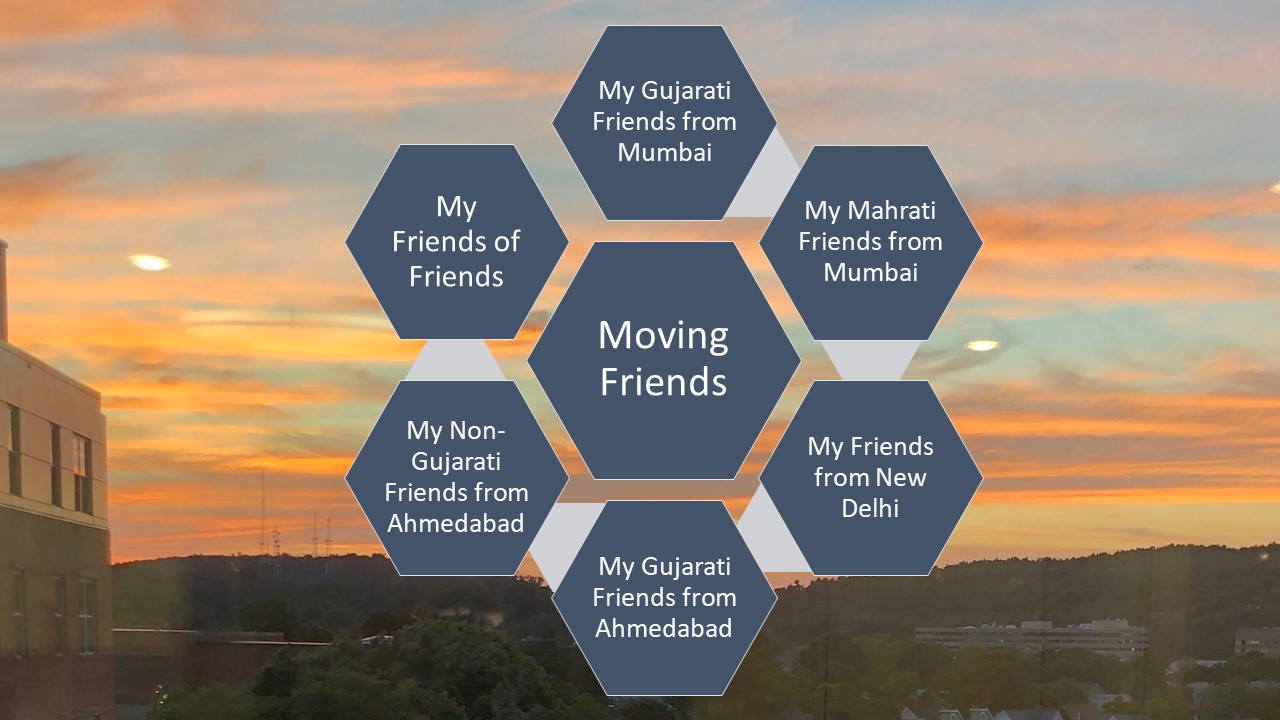 My Gujarati
Friends from
Mumbai
My Mahrati
Friends from
Mumbai
My Friends
from New
Delhi
My Gujarati
Friends from
Ahmedabad
My Non-
Gujarati
Friends from
Ahmedabad
My
Friends of
Friends
Moving
Friends